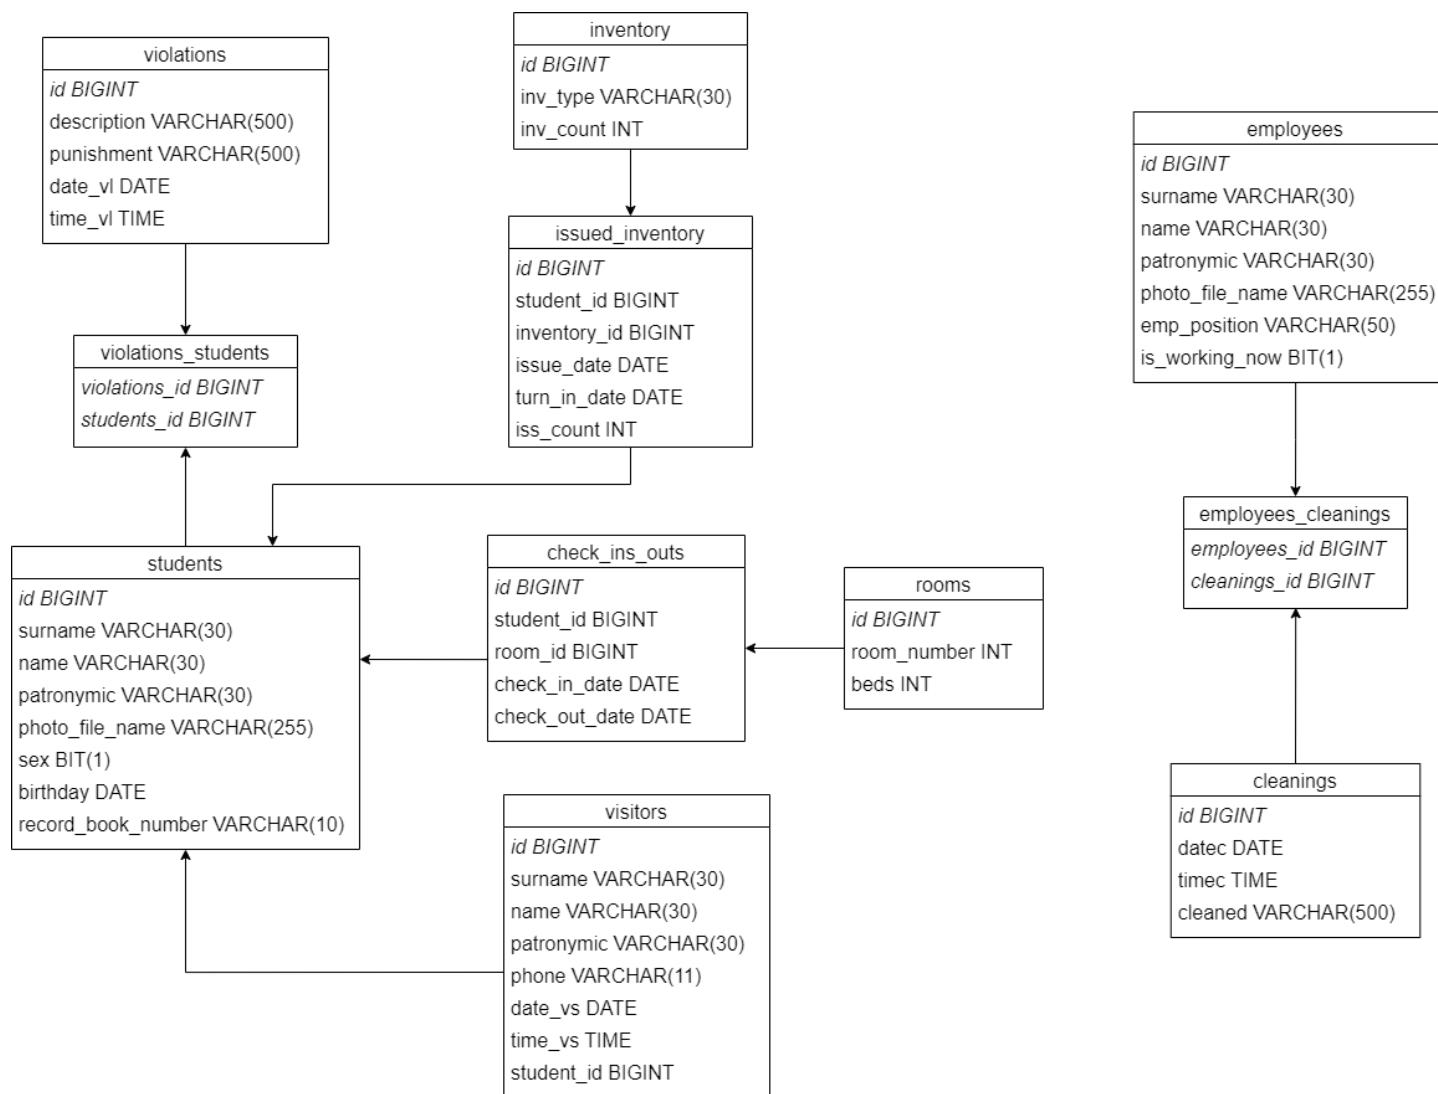 violations
id BIGINT
description VARCHAR(500)
punishment VARCHAR(500)
date_vl DATE
time_vl TIME
inventory
id BIGINT
inv_type VARCHAR(30)
inv_count INT
employees
id BIGINT
surname VARCHAR(30)
name VARCHAR(30)
patronymic VARCHAR(30)
photo_file_name VARCHAR(255)
emp_position VARCHAR(50)
is_working_now BIT(1)
issued_inventory
id BIGINT
student_id BIGINT
inventory_id BIGINT
issue_date DATE
turn_in_date DATE
iss_count INT
violations_students
violations_id BIGINT
students_id BIGINT
employees_cleanings
employees_id BIGINT
cleanings_id BIGINT
students
id BIGINT
surname VARCHAR(30)
name VARCHAR(30)
patronymic VARCHAR(30)
photo_file_name VARCHAR(255)
sex BIT(1)
birthday DATE
record_book_number VARCHAR(10)
check_ins_outs
id BIGINT
student_id BIGINT
room_id BIGINT
check_in_date DATE
check_out_date DATE
rooms
id BIGINT
room_number INT
beds INT
cleanings
id BIGINT
datec DATE
timec TIME
cleaned VARCHAR(500)
visitors
id BIGINT
surname VARCHAR(30)
name VARCHAR(30)
patronymic VARCHAR(30)
phone VARCHAR(11)
date_vs DATE
time_vs TIME
student_id BIGINT